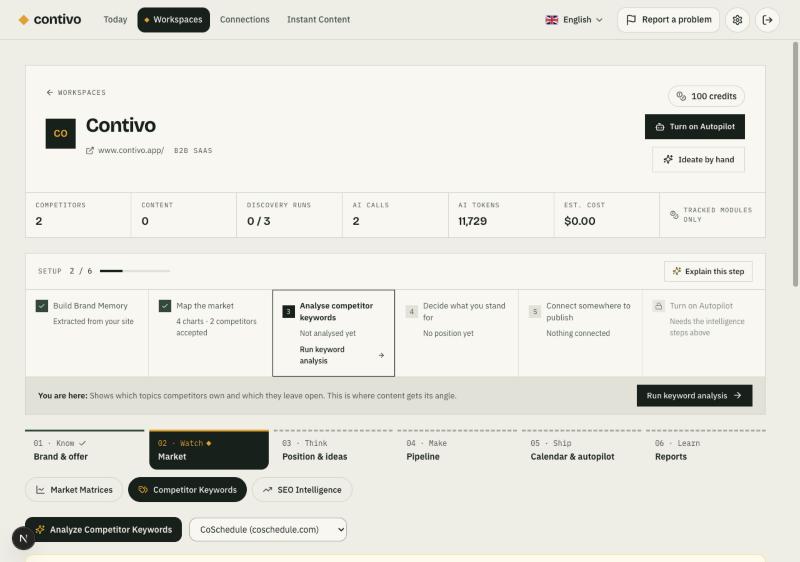 contivo
Today
Workspaces
Connections
Instant Content
English
Report a problem
WORKSPACES
100 credits
CO
Contivo
Turn on Autopilot
www.contivo.app/ B2B SAAS
Ideate by hand
COMPETITORS
2
CONTENT
0
DISCOVERY RUNS
0 / 3
AI CALLS
2
AI TOKENS
11,729
EST. COST
$0.00
TRACKED MODULES
ONLY
SETUP 2 / 6
Explain this step
Build Brand Memory
Extracted from your site
Map the market
4 charts · 2 competitors
accepted
3
Analyse competitor
keywords
Not analysed yet
Run keyword
analysis
4
Decide what you stand
for
No position yet
5
Connect somewhere to
publish
Nothing connected
Turn on Autopilot
Needs the intelligence
steps above
You are here: Shows which topics competitors own and which they leave open. This is where content gets its angle.
Run keyword analysis
01 · Know
Brand & offer
02 · Watch
Market
03 · Think
Position & ideas
04 · Make
Pipeline
05 · Ship
Calendar & autopilot
06 · Learn
Reports
Market Matrices
Competitor Keywords
SEO Intelligence
N
Analyze Competitor Keywords
CoSchedule (coschedule.com)